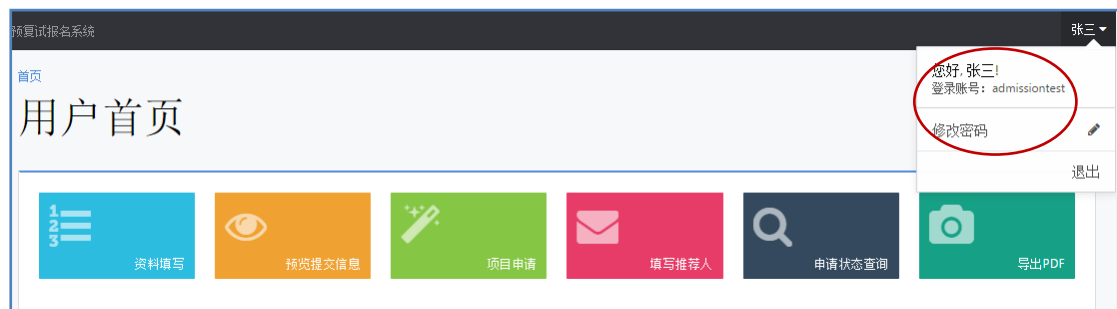 预复试报名系统
张三
首页
用户首页
您好, 张三!
登录账号：admissiontest
修改密码
退出
1
2
3
资料填写
预览提交信息
项目申请
填写推荐人
申请状态查询
导出PDF